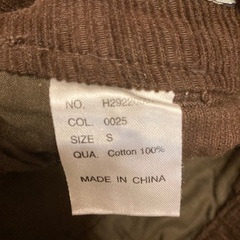 NO.
COL. 0025
SIZE S
QUA. Cotton 100%
MADE IN CHINA